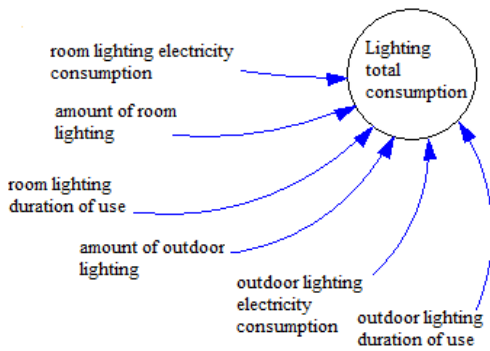 Lighting
total
consumption
room lighting electricity
consumption
amount of room
lighting
room lighting
duration of use
amount of outdoor
lighting
outdoor lighting
electricity
consumption
outdoor lighting
duration of use